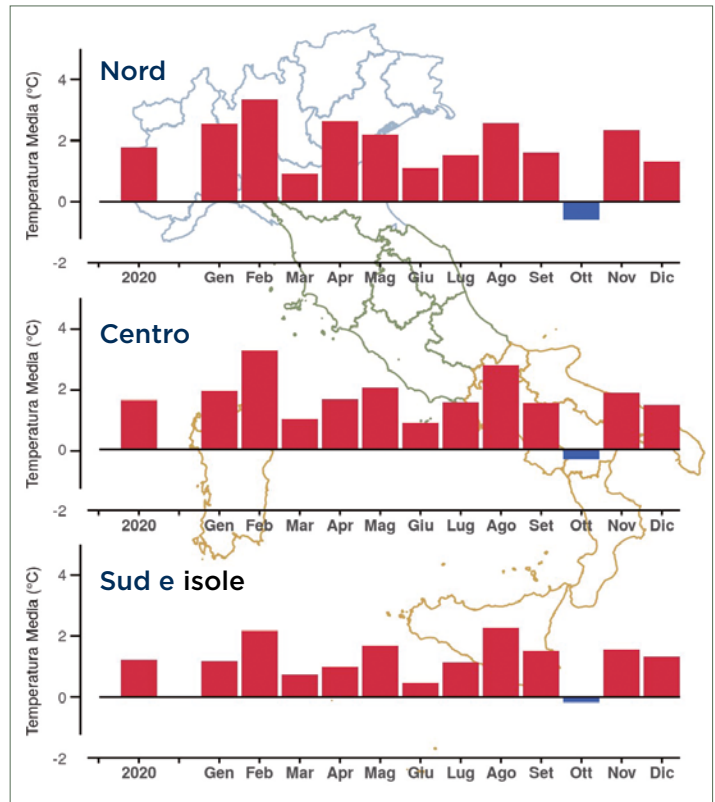 Nord
Temperatura Media (°C)
4
2
0
-2
2020 Gen Feb Mar Apr Mag Giu Lug Ago Set Ott Nov Dic
Centro
Temperatura Media (°C)
4
2
0
-2
2020 Gen Feb Mar Apr Mag Giu Lug Ago Set Ott Nov Dic
Sud e isole
Temperatura Media (°C)
4
2
0
-2
2020 Gen Feb Mar Apr Mag Giu Lug Ago Set Ott Nov Dic